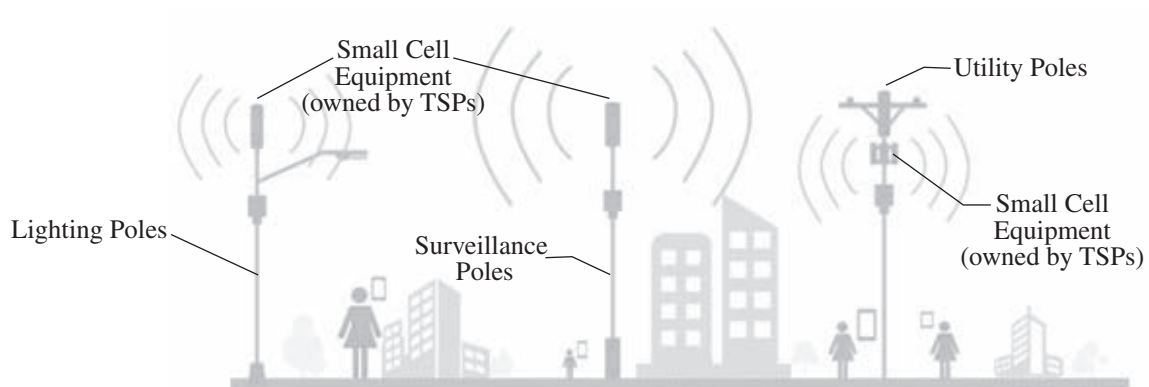 Small Cell
Equipment
(owned by TSPs)
Utility Poles
Lighting Poles
Surveillance
Poles
Small Cell
Equipment
(owned by TSPs)